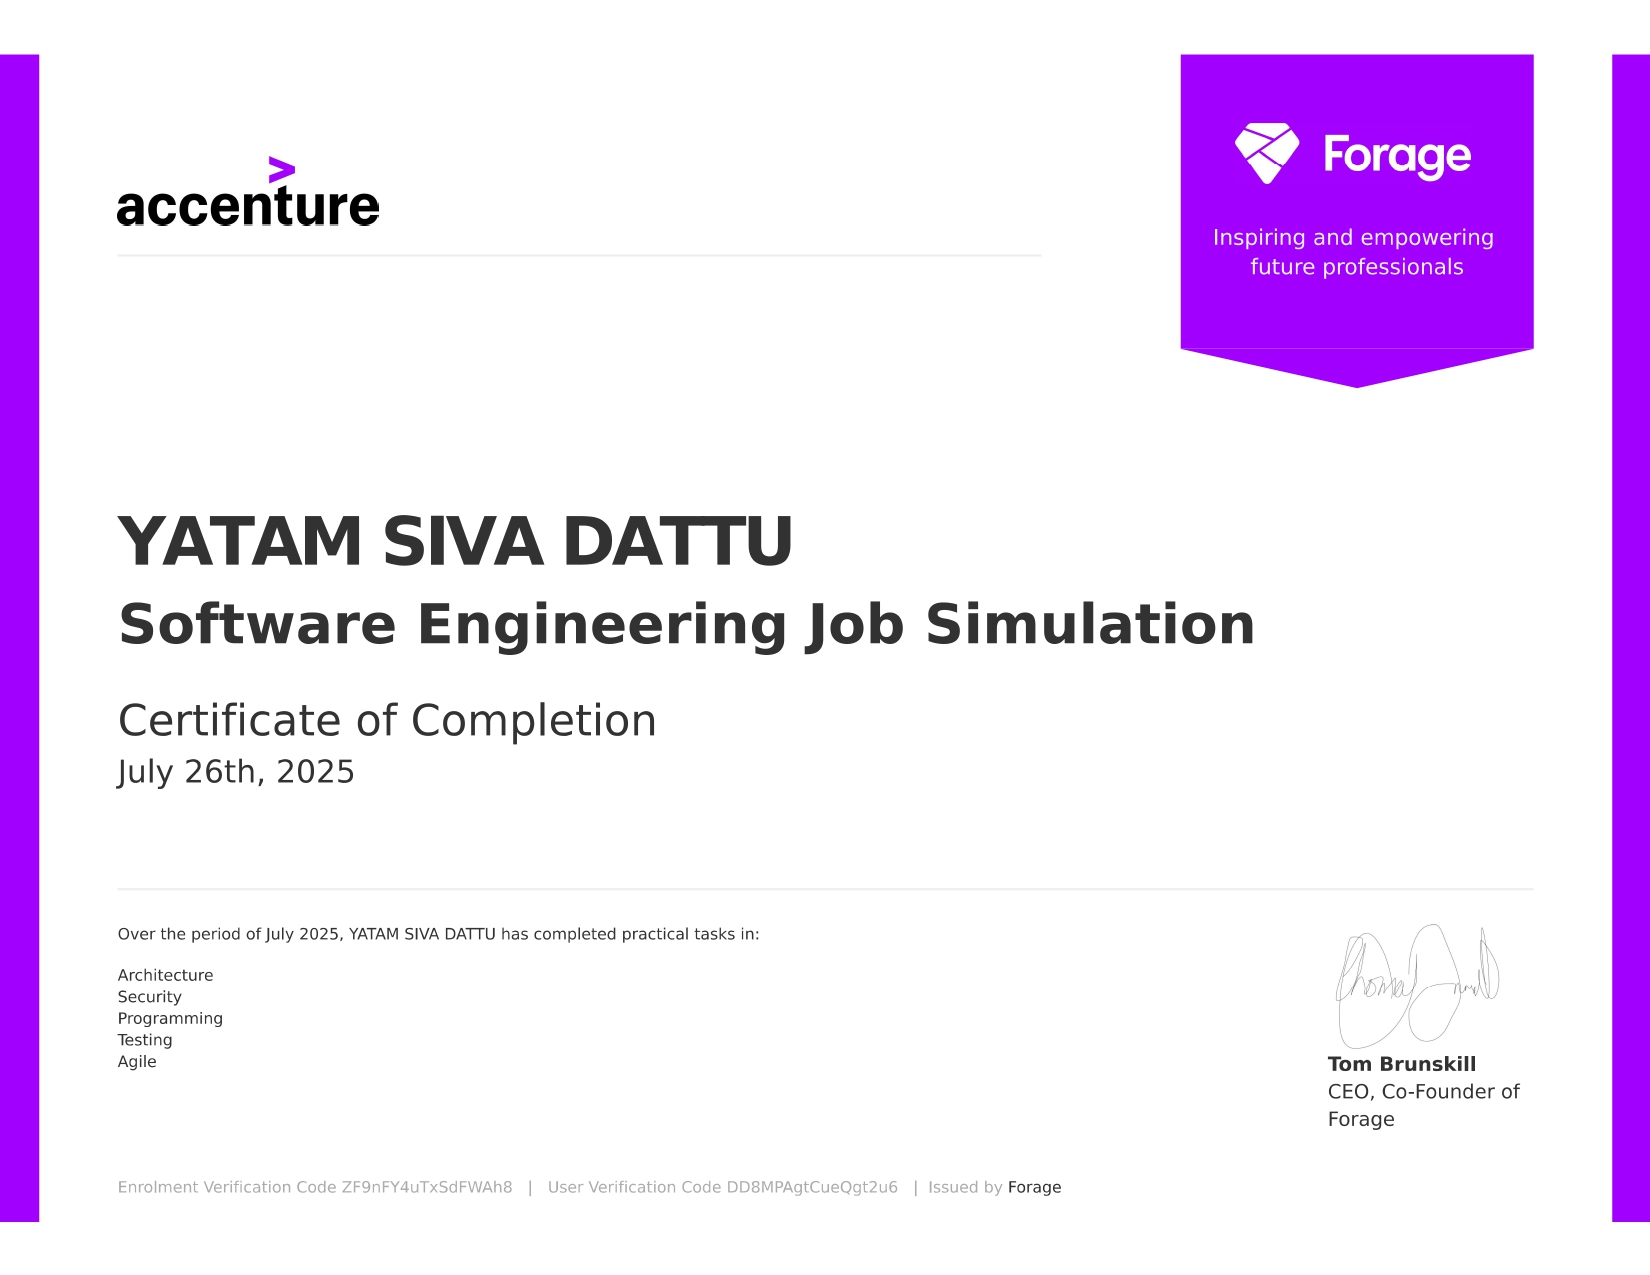 accenture
Forage
Inspiring and empowering
future professionals
YATAM SIVA DATTU
Software Engineering Job Simulation
Certificate of Completion
July 26th, 2025
Over the period of July 2025, YATAM SIVA DATTU has completed practical tasks in:
Architecture
Security
Programming
Testing
Agile
Tom Brunskill
CEO, Co-Founder of
Forage
Enrolment Verification Code ZF9nFY4uTxSdFWAh8 | User Verification Code DD8MPAgtCueQgt2u6 | Issued by Forage